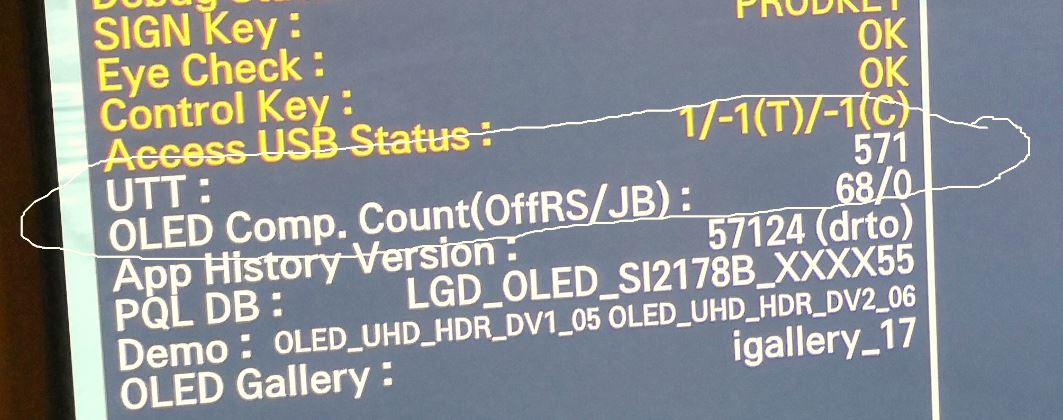 SIGN Key : PRODKEY
Eye Check : OK
Control Key : OK
Access USB Status : 1/-1(T)/-1(C)
UTT : 571
OLED Comp. Count(OffRS/JB) : 68/0
App History Version : 57124 (drto)
PQL DB : LGD_OLED_SI2178B_XXXX55
Demo : OLED_UHD_HDR_DV1_05 OLED_UHD_HDR_DV2_06
OLED Gallery : igallery_17